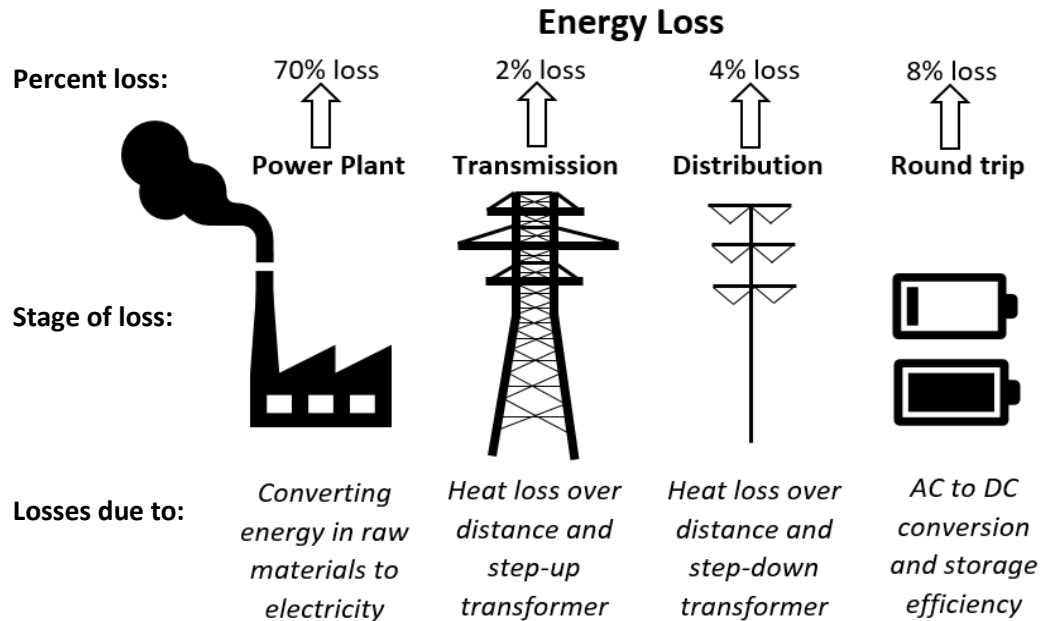 Energy Loss
Percent loss:
70% loss
2% loss
4% loss
8% loss
Power Plant
Transmission
Distribution
Round trip
Stage of loss:
Losses due to:
Converting
energy in raw
materials to
electricity
Heat loss over
distance and
step-up
transformer
Heat loss over
distance and
step-down
transformer
AC to DC
conversion
and storage
efficiency